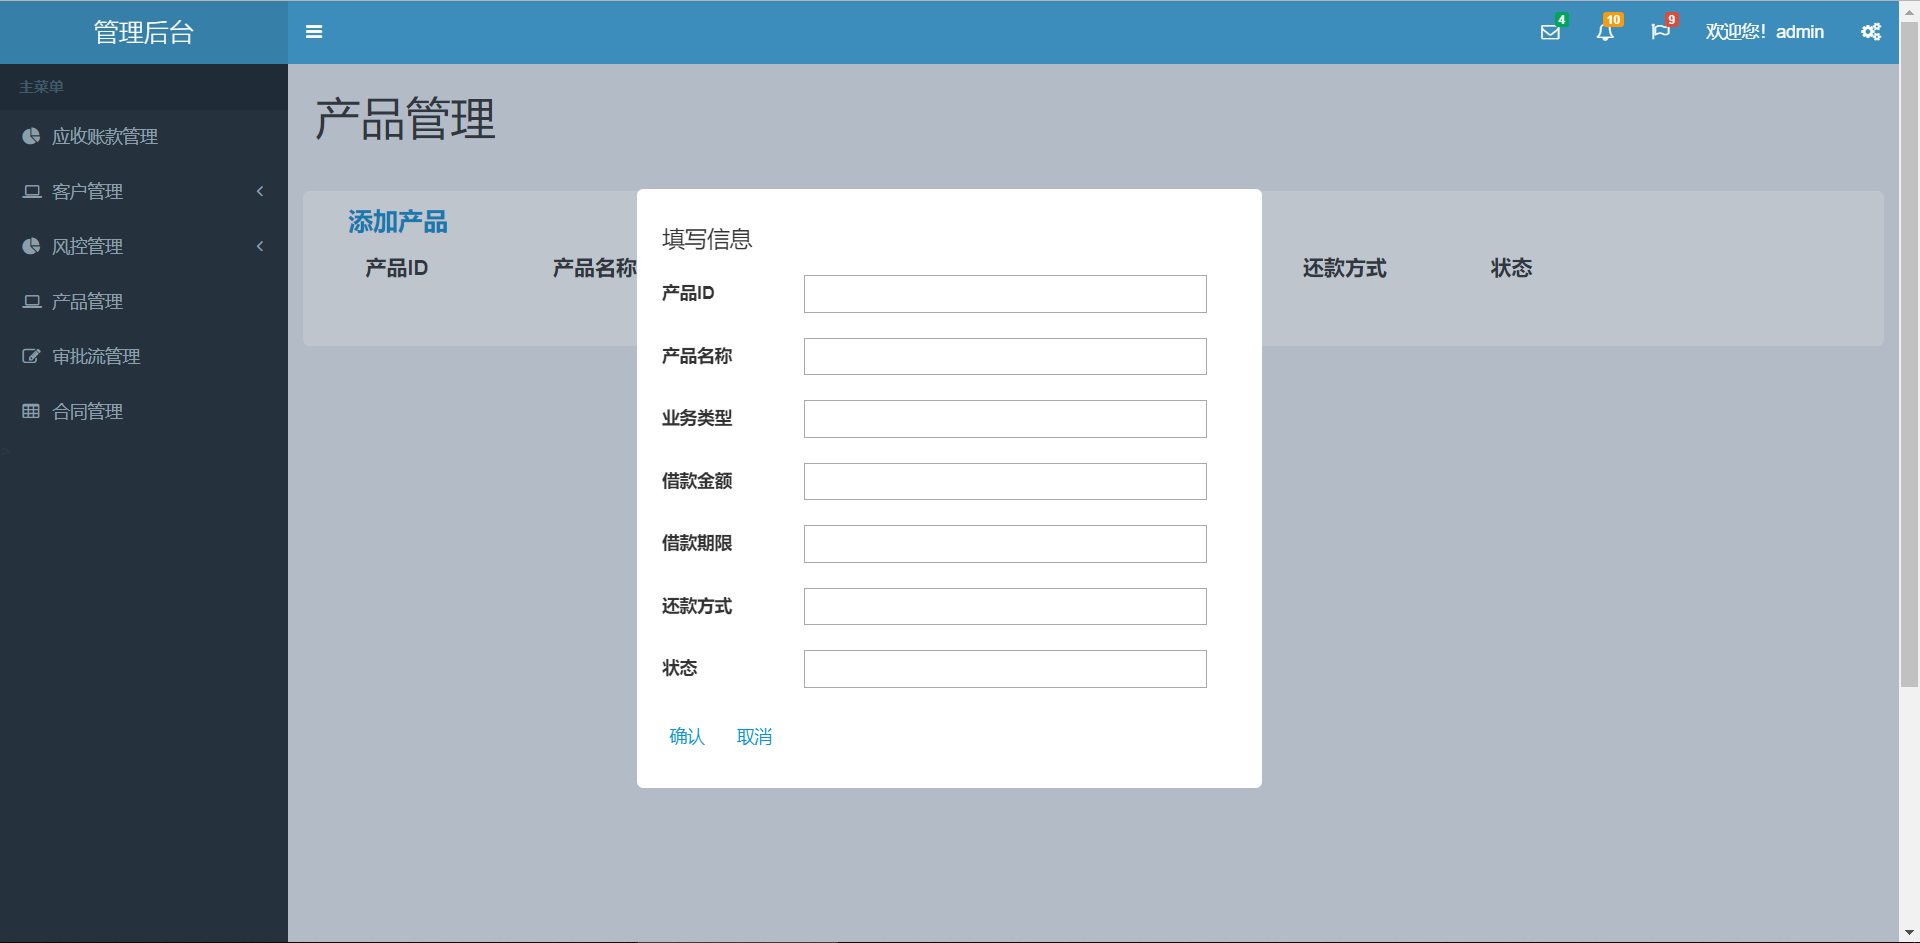 管理后台
4
10
9
欢迎您！admin
主菜单
应收账款管理
客户管理
风控管理
产品管理
审批流管理
合同管理
产品管理
添加产品
产品ID
产品名称
还款方式
状态
填写信息
产品ID
产品名称
业务类型
借款金额
借款期限
还款方式
状态
确认
取消